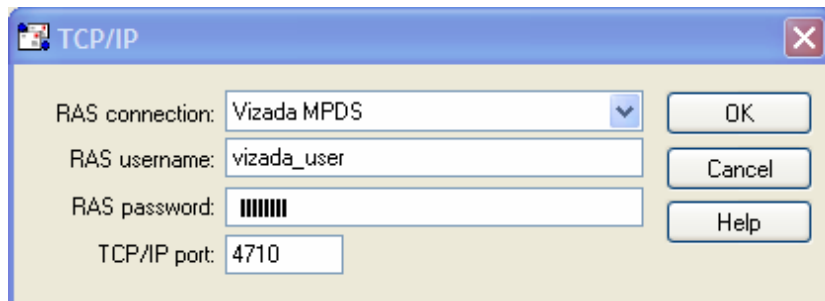 TCP/IP
RAS connection: Vizada MPDS OK
RAS username: vizada_user Cancel
RAS password: Help
TCP/IP port: 4710